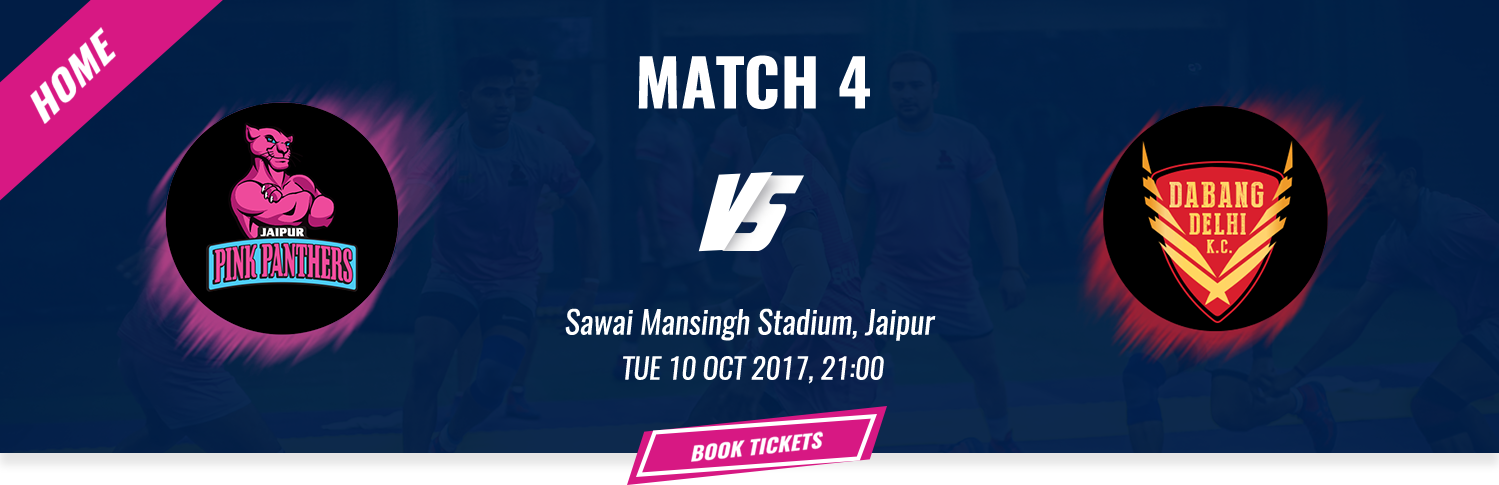 HOME
MATCH 4
VS
JAIPUR
PINK PANTHERS
DABANG
DELHI
K.C.
Sawai Mansingh Stadium, Jaipur
TUE 10 OCT 2017, 21:00
BOOK TICKETS